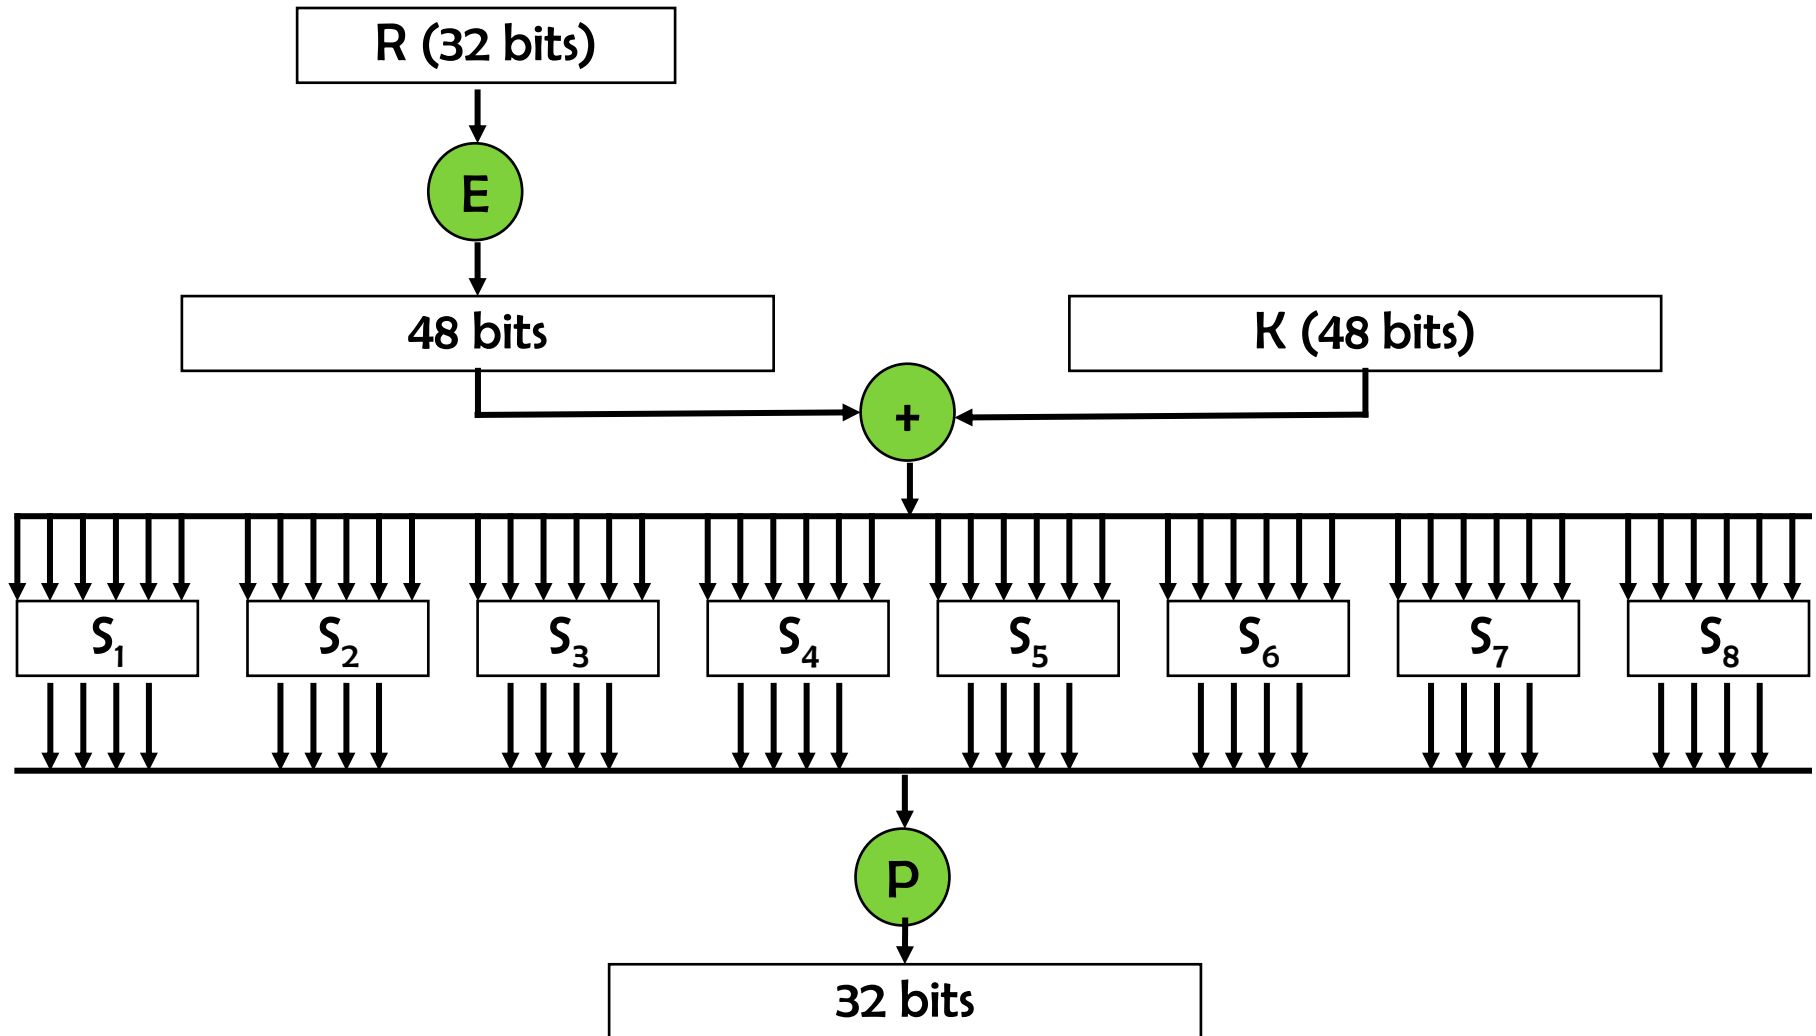 R (32 bits)
E
48 bits
K (48 bits)
+
S₁
S₂
S₃
S₄
S₅
S₆
S₇
S₈
P
32 bits